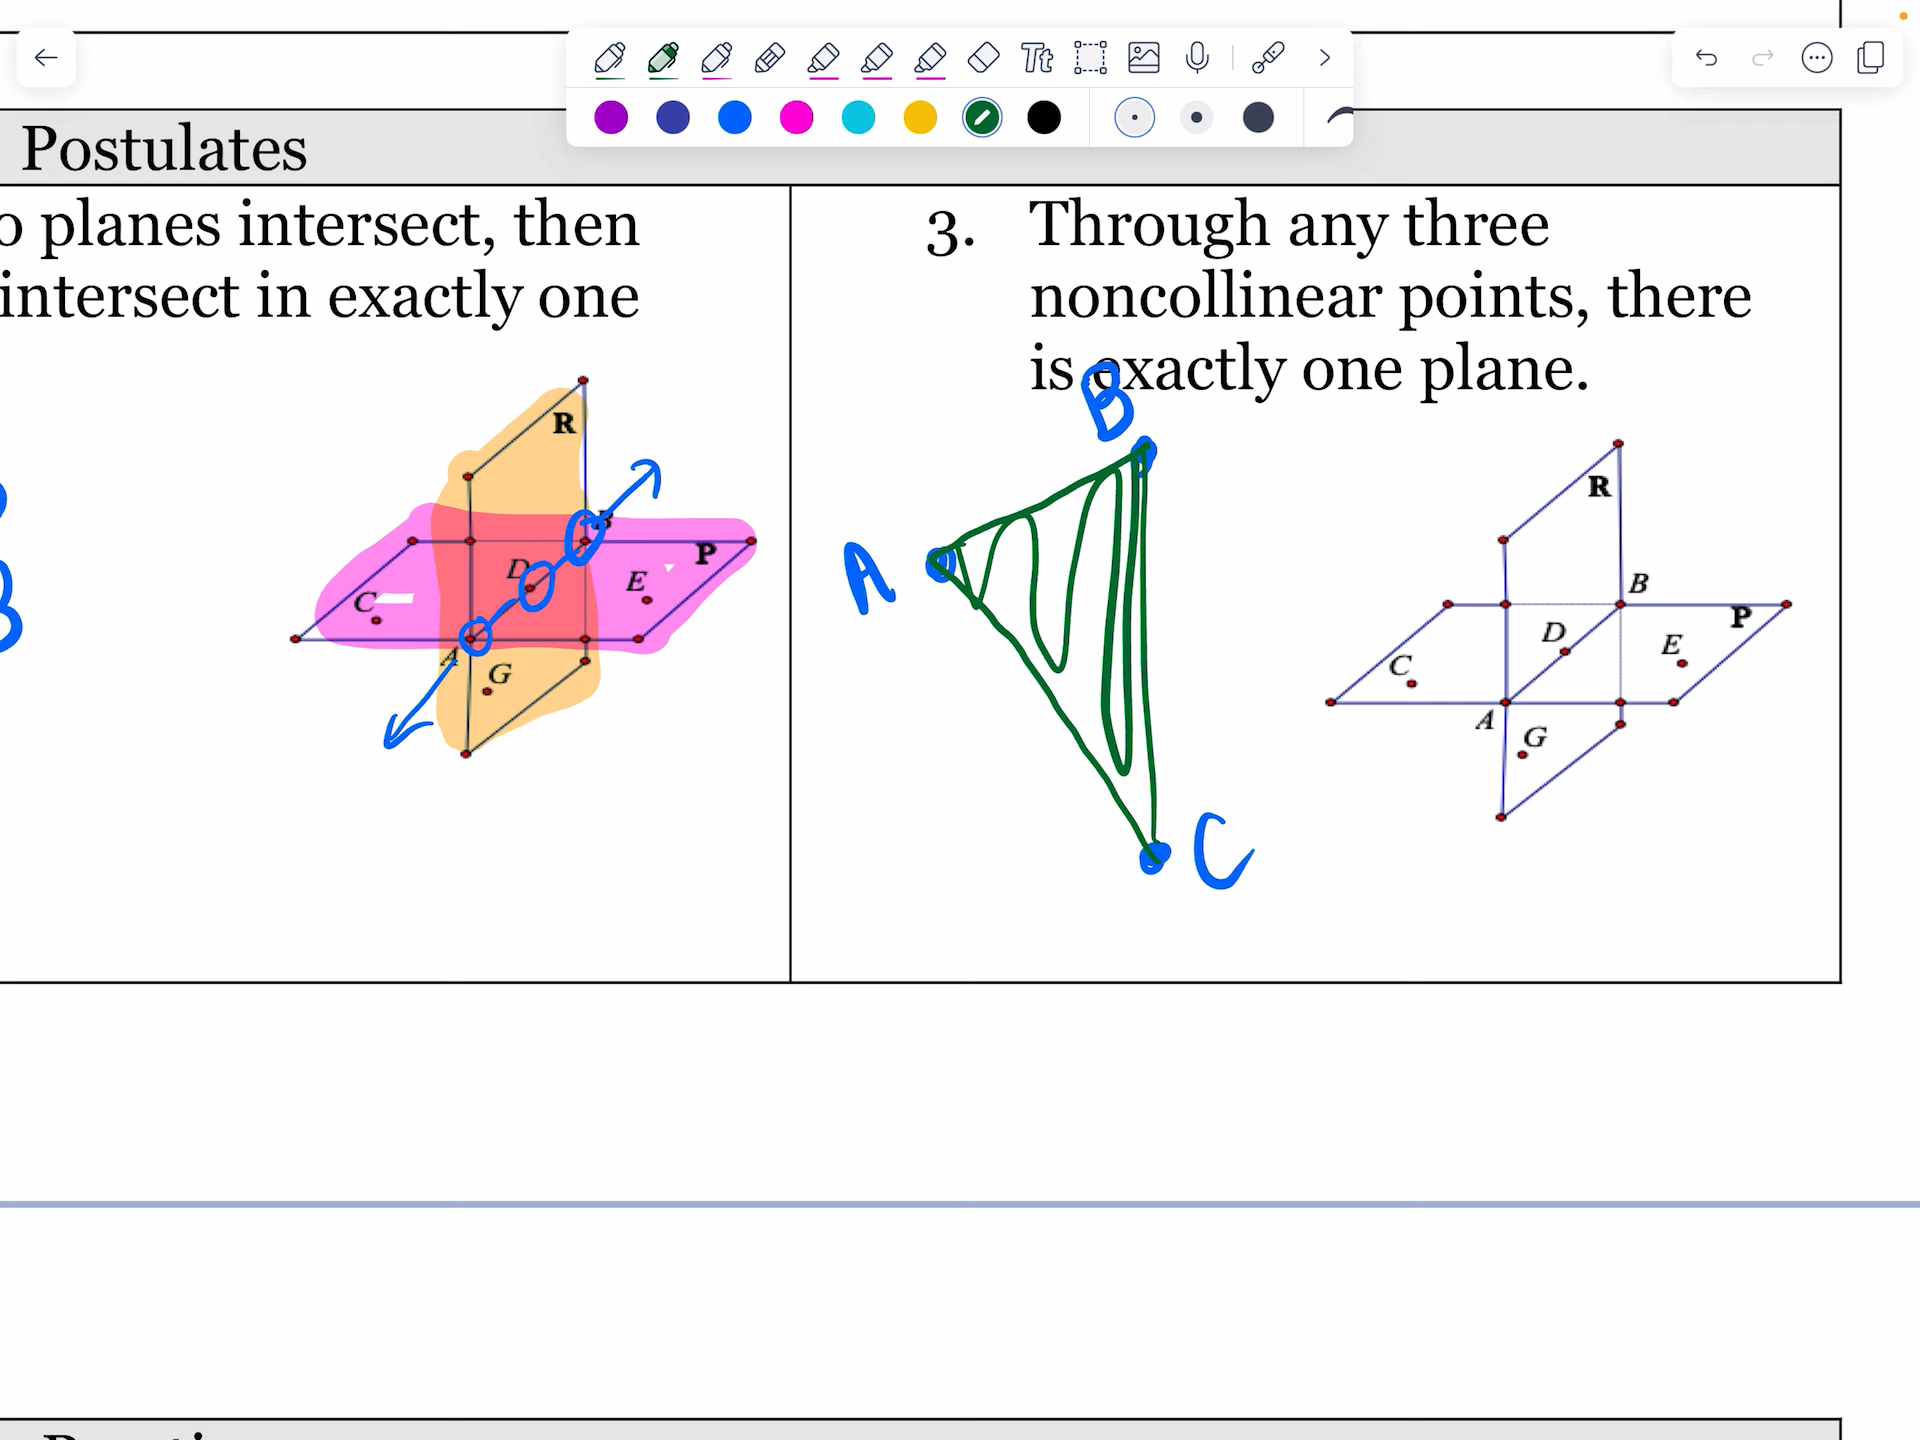 Tt
Postulates
o planes intersect, then
intersect in exactly one
R
B
P
D
E
C
A
G
3. Through any three
noncollinear points, there
is exactly one plane.
B
A
C
R
B
P
D
E
C
A
G